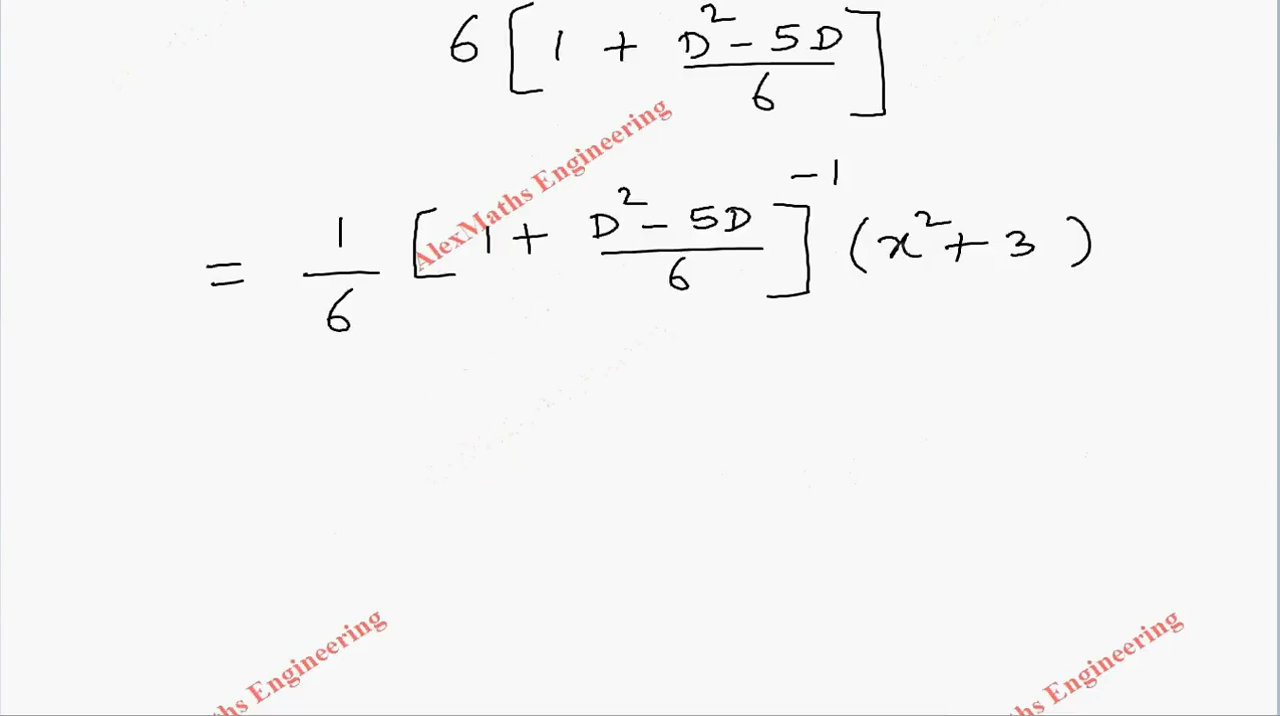 6 [ 1 + D² - 5D / 6 ]
= 1/6 [ 1 + D² - 5D / 6 ]⁻¹ (x² + 3 )
AlexMaths Engineering
ths Engineering
hs Engineering